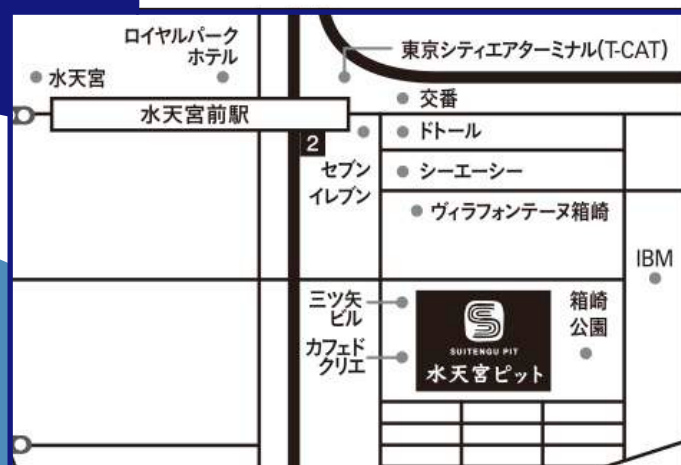 ロイヤルパーク
ホテル
東京シティエアターミナル(T-CAT)
水天宮
交番
水天宮前駅
ドトール
2
セブン
イレブン
シーエーシー
ヴィラフォンテーヌ箱崎
IBM
三ツ矢
ビル
箱崎
公園
カフェド
クリエ
SUITENGU PIT
水天宮ピット